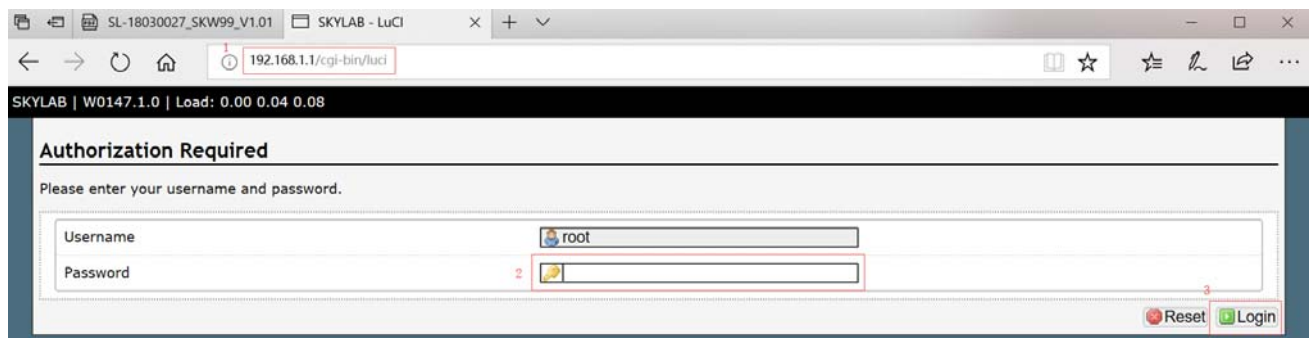 SL-18030027_SKW99_V1.01 SKYLAB - LuCI
1
192.168.1.1/cgi-bin/luci
SKYLAB | W0147.1.0 | Load: 0.00 0.04 0.08
Authorization Required
Please enter your username and password.
Username root
Password 2
3
Reset Login